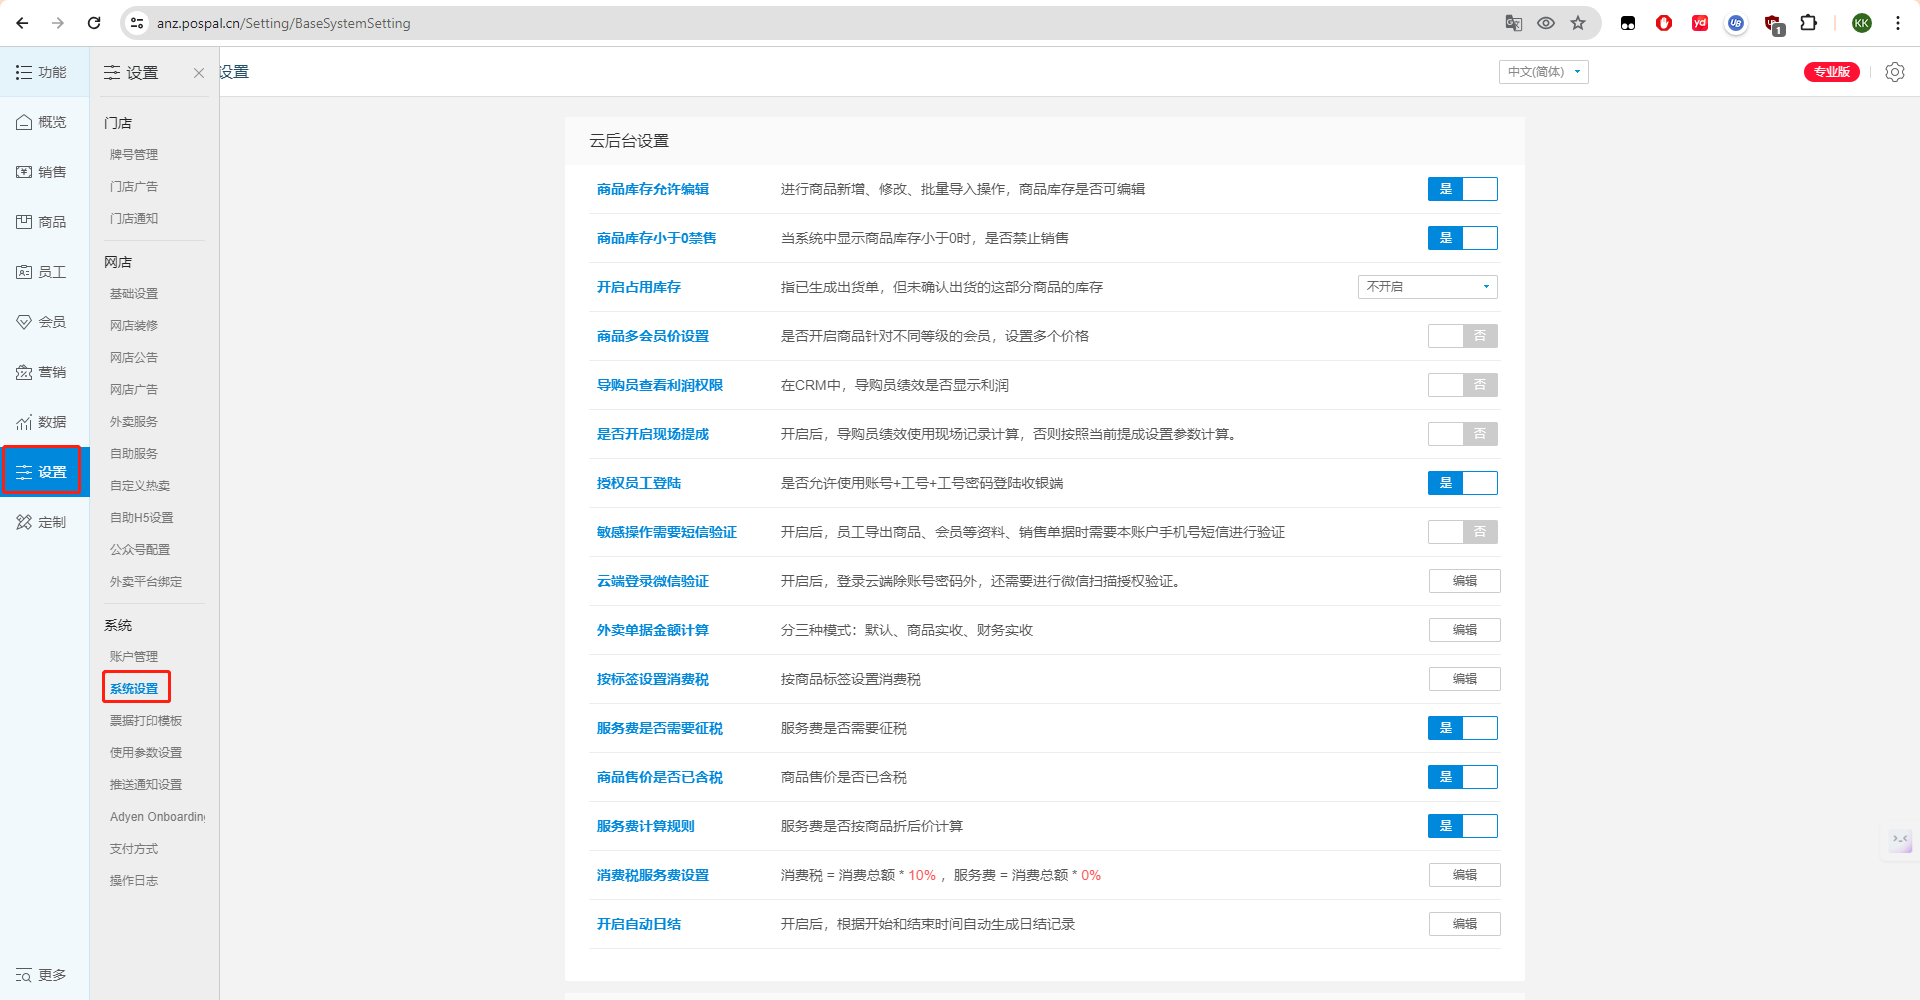 anz.pospal.cn/Setting/BaseSystemSetting
yd
UB
1
KK
功能
概览
销售
商品
员工
会员
营销
数据
设置
定制
更多
设置
门店
牌号管理
门店广告
门店通知
网店
基础设置
网店装修
网店公告
网店广告
外卖服务
自助服务
自定义热卖
自助H5设置
公众号配置
外卖平台绑定
系统
账户管理
系统设置
票据打印模板
使用参数设置
推送通知设置
Adyen Onboarding
支付方式
操作日志
设置
中文(简体)
专业版
云后台设置
商品库存允许编辑 进行商品新增、修改、批量导入操作，商品库存是否可编辑 是
商品库存小于0禁售 当系统中显示商品库存小于0时，是否禁止销售 是
开启占用库存 指已生成出货单，但未确认出货的这部分商品的库存 不开启
商品多会员价设置 是否开启商品针对不同等级的会员，设置多个价格 否
导购员查看利润权限 在CRM中，导购员绩效是否显示利润 否
是否开启现场提成 开启后，导购员绩效使用现场记录计算，否则按照当前提成设置参数计算。 否
授权员工登陆 是否允许使用账号+工号+工号密码登陆收银端 是
敏感操作需要短信验证 开启后，员工导出商品、会员等资料、销售单据时需要本账户手机号短信进行验证 否
云端登录微信验证 开启后，登录云端除账号密码外，还需要进行微信扫描授权验证。 编辑
外卖单据金额计算 分三种模式：默认、商品实收、财务实收 编辑
按标签设置消费税 按商品标签设置消费税 编辑
服务费是否需要征税 服务费是否需要征税 是
商品售价是否已含税 商品售价是否已含税 是
服务费计算规则 服务费是否按商品折后价计算 是
消费税服务费设置 消费税 = 消费总额 * 10% ，服务费 = 消费总额 * 0% 编辑
开启自动日结 开启后，根据开始和结束时间自动生成日结记录 编辑